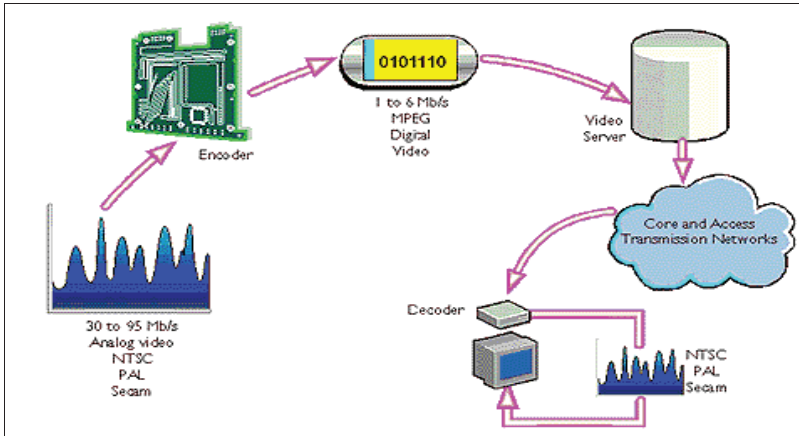 30 to 95 Mb/s
Analog video
NTSC
PAL
Secam
Encoder
0101110
1 to 6 Mb/s
MPEG
Digital
Video
Video
Server
Core and Access
Transmission Networks
Decoder
NTSC
PAL
Secam